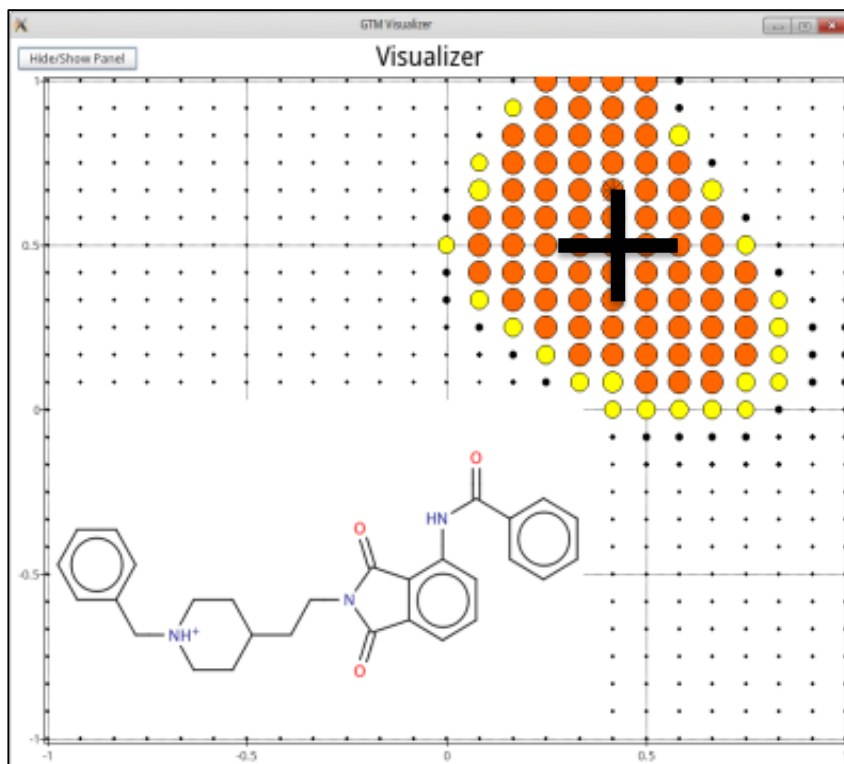 GTM Visualizer
Hide/Show Panel
Visualizer
1
0.5
0
-0.5
-1
-1
-0.5
0
0.5
O
HN
O
N
NH+
O